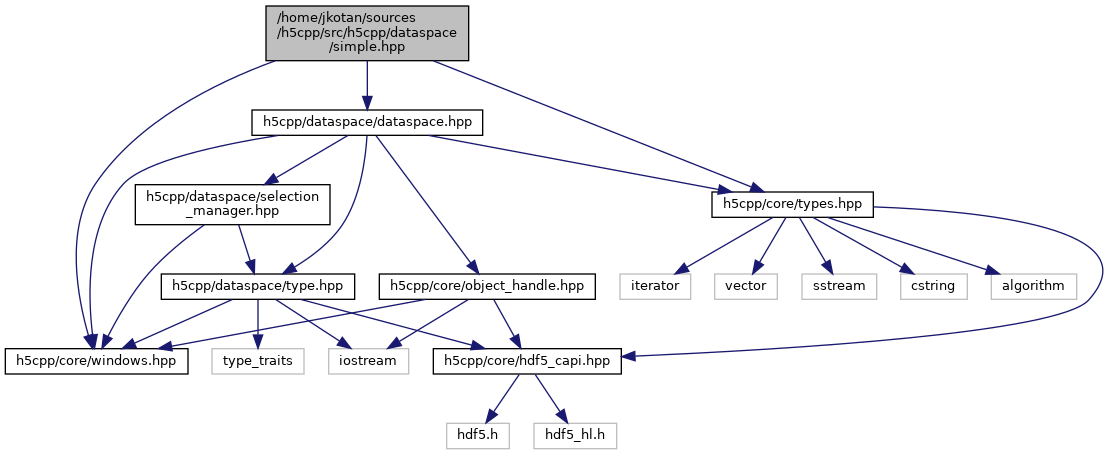 /home/jkotan/sources
/h5cpp/src/h5cpp/dataspace
/simple.hpp
h5cpp/dataspace/dataspace.hpp
h5cpp/dataspace/selection
_manager.hpp
h5cpp/core/types.hpp
h5cpp/dataspace/type.hpp
h5cpp/core/object_handle.hpp
iterator
vector
sstream
cstring
algorithm
h5cpp/core/windows.hpp
type_traits
iostream
h5cpp/core/hdf5_capi.hpp
hdf5.h
hdf5_hl.h